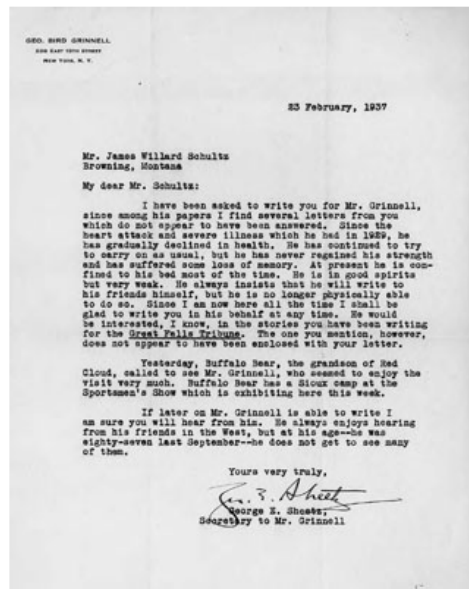 GEO. BIRD GRINNELL
238 EAST 15TH STREET
NEW YORK, N. Y.
23 February, 1937
Mr. James Willard Schultz
Browning, Montana
My dear Mr. Schultz:
I have been asked to write you for Mr. Grinnell,
since among his papers I find several letters from you
which do not appear to have been answered. Since the
heart attack and severe illness which he had in 1929, he
has gradually declined in health. He has continued to try
to carry on as usual, but he has never regained his strength
and has suffered some loss of memory. At present he is con-
fined to his bed most of the time. He is in good spirits
but very weak. He always insists that he will write to
his friends himself, but he is no longer physically able
to do so. Since I am now here all the time I shall be
glad to write you in his behalf at any time. He would
be interested, I know, in the stories you have been writing
for the Great Falls Tribune. The one you mention, however,
does not appear to have been enclosed with your letter.
Yesterday, Buffalo Bear, the grandson of Red
Cloud, called to see Mr. Grinnell, who seemed to enjoy the
visit very much. Buffalo Bear has a Sioux camp at the
Sportsmen's Show which is exhibiting here this week.
If later on Mr. Grinnell is able to write I
am sure you will hear from him. He always enjoys hearing
from his friends in the West, but at his age--he was
eighty-seven last September--he does not get to see many
of them.
Yours very truly,
Geo. E. Sheetz
George E. Sheetz,
Secretary to Mr. Grinnell